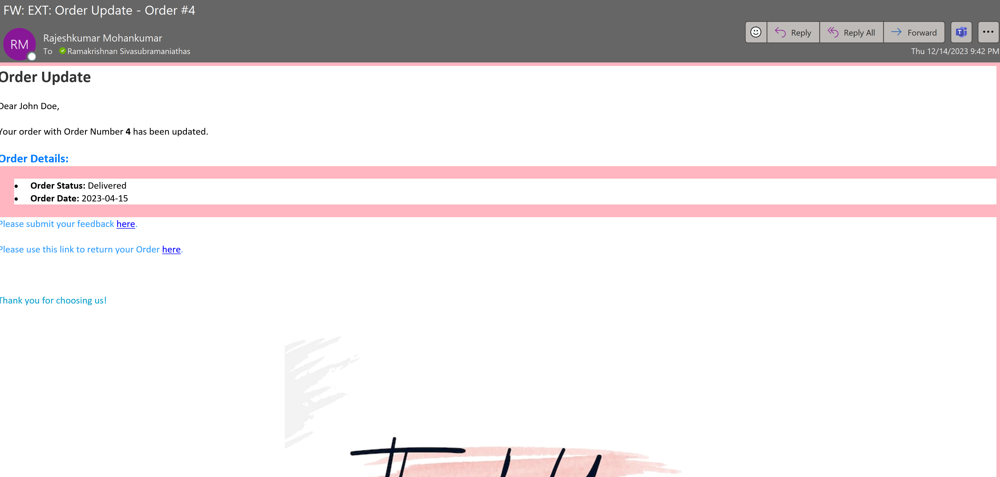 FW: EXT: Order Update - Order #4
RM
Rajeshkumar Mohankumar
To Ramakrishnan Sivasubramaniathas
Reply
Reply All
Forward
Thu 12/14/2023 9:42 PM
Order Update
Dear John Doe,
Your order with Order Number 4 has been updated.
Order Details:
• Order Status: Delivered
• Order Date: 2023-04-15
Please submit your feedback here.
Please use this link to return your Order here.
Thank you for choosing us!